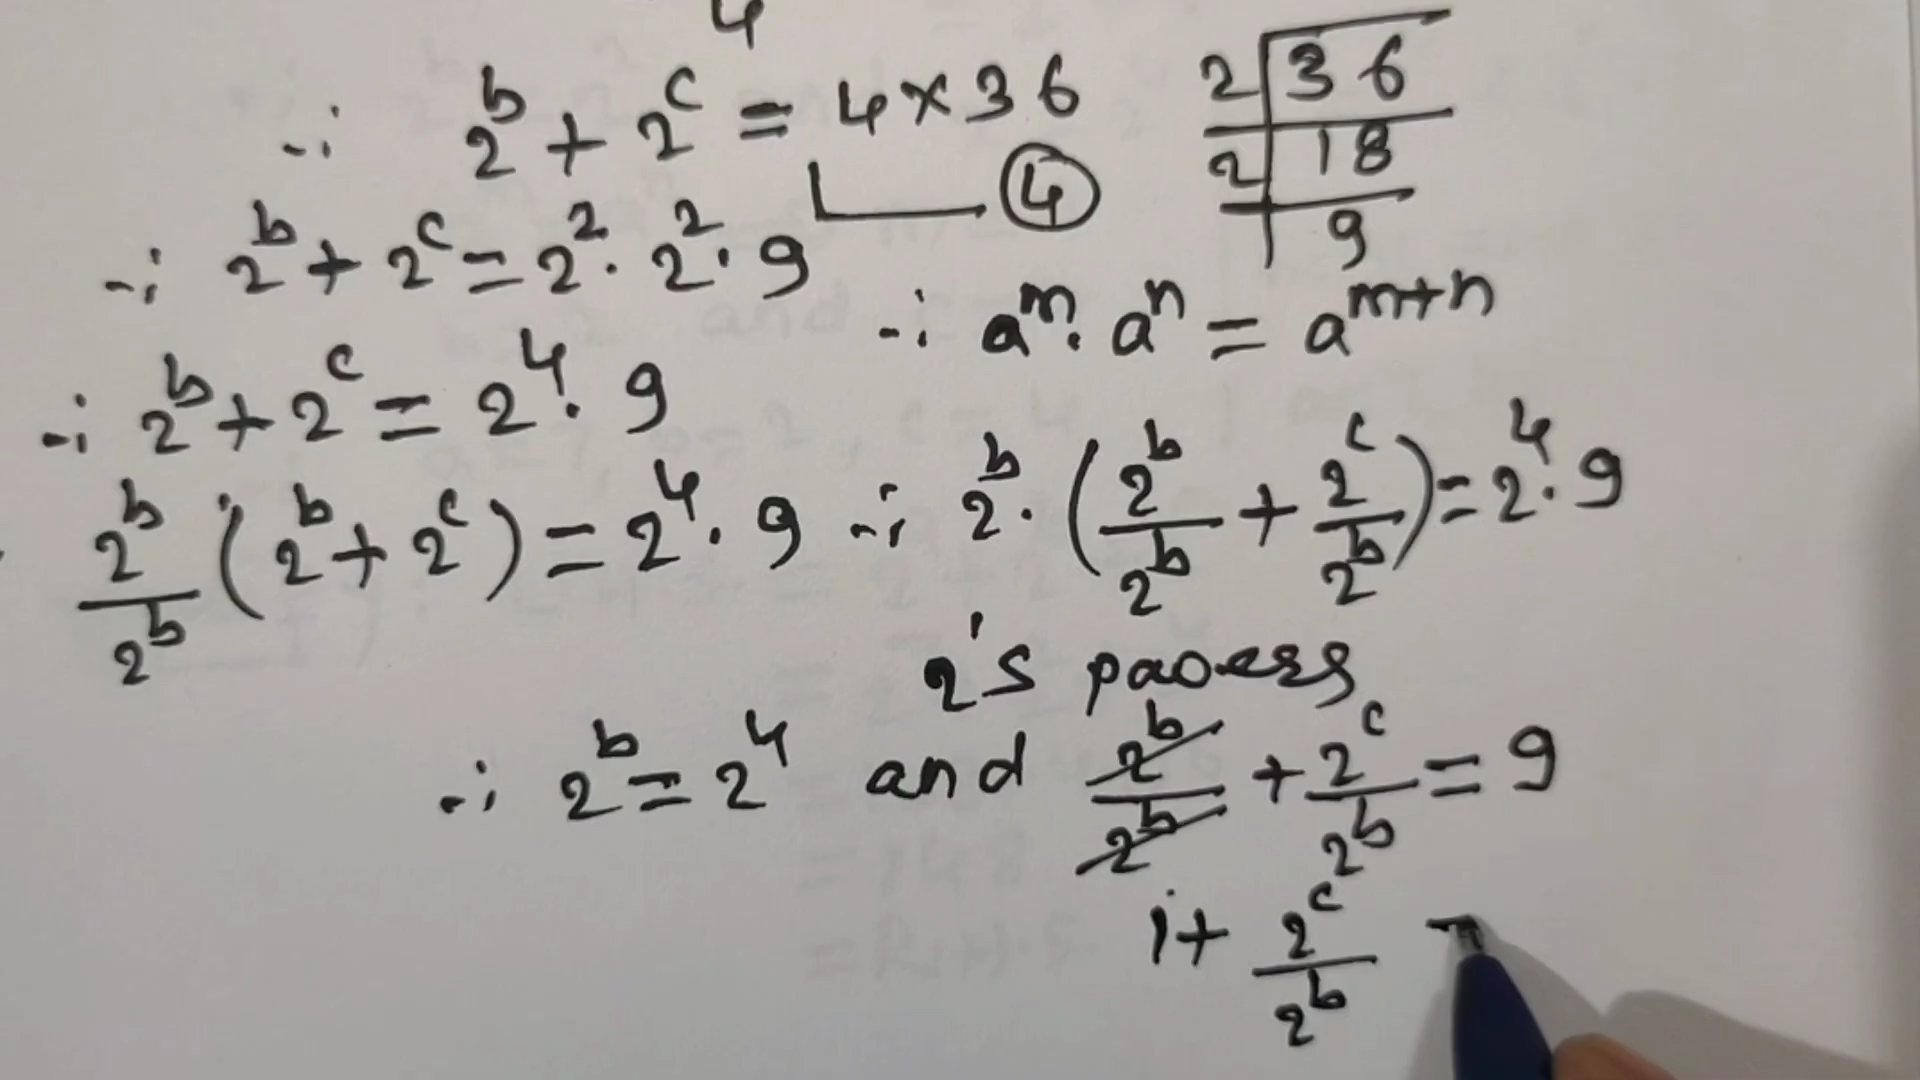 4
∴ 2^b + 2^c = 4 × 36
④
2 | 36
2 | 18
9
∴ 2^b + 2^c = 2^2 · 2^2 · 9
∴ a^m · a^n = a^(m+n)
∴ 2^b + 2^c = 2^4 · 9
2^b/2^b (2^b + 2^c) = 2^4 · 9 ∴ 2^b · (2^b/2^b + 2^c/2^b) = 2^4 · 9
2's powers
∴ 2^b = 2^4 and 2^b/2^b + 2^c/2^b = 9
1 + 2^c/2^b